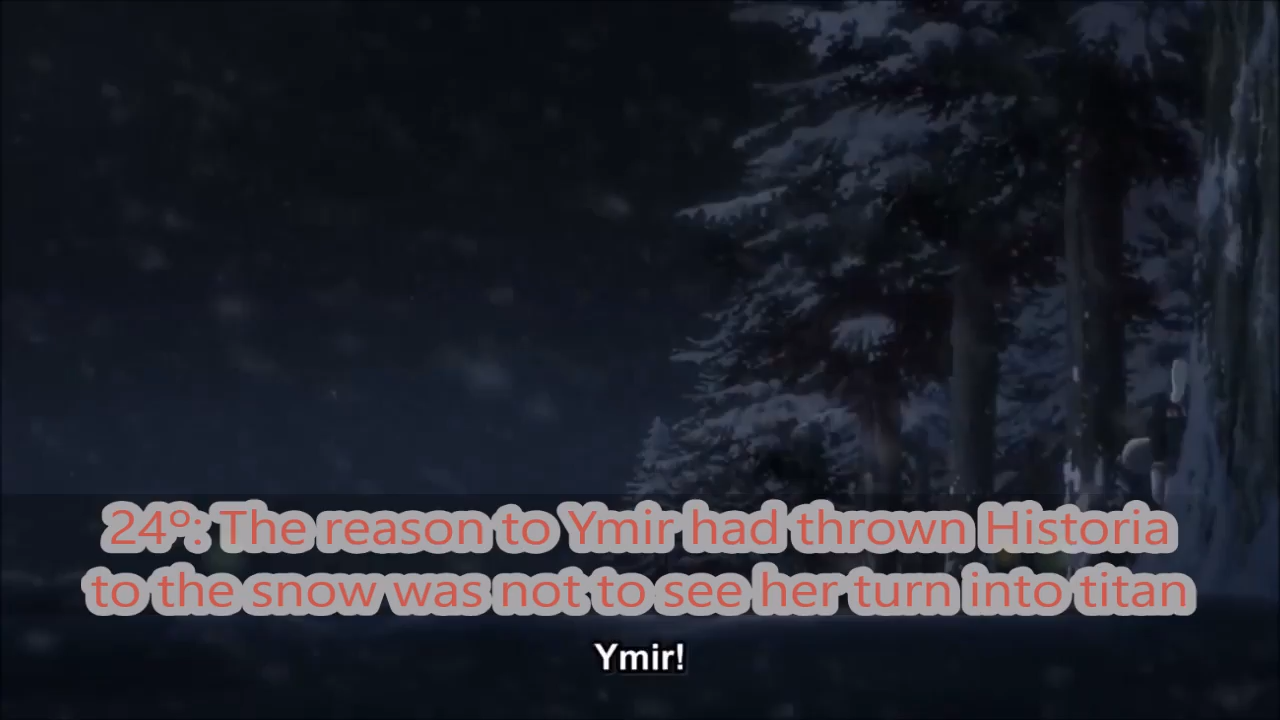 24º: The reason to Ymir had thrown Historia
to the snow was not to see her turn into titan
Ymir!